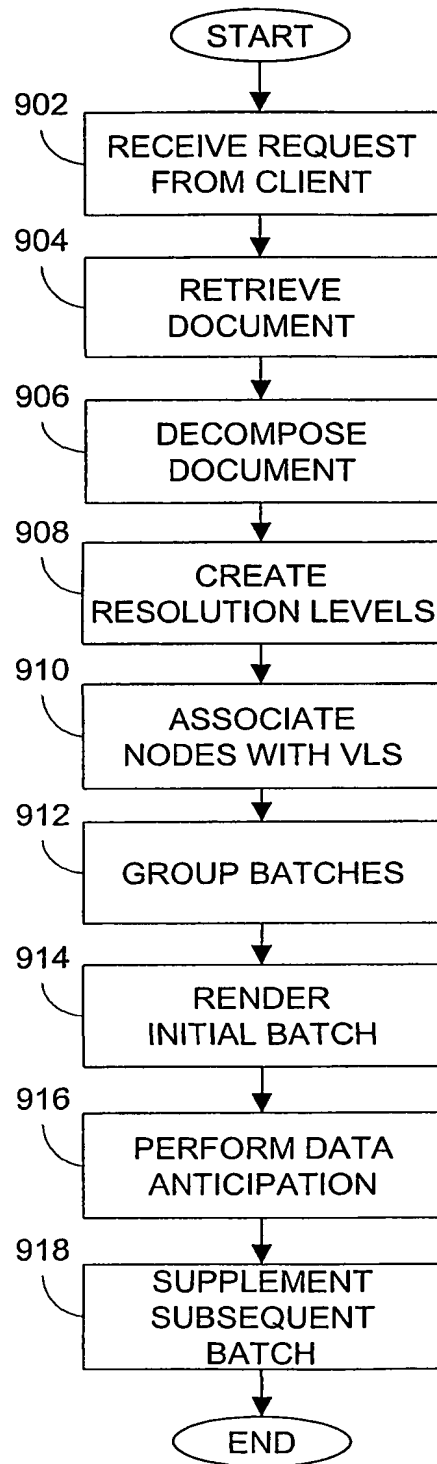 START
902
RECEIVE REQUEST
FROM CLIENT
904
RETRIEVE
DOCUMENT
906
DECOMPOSE
DOCUMENT
908
CREATE
RESOLUTION LEVELS
910
ASSOCIATE
NODES WITH VLS
912
GROUP BATCHES
914
RENDER
INITIAL BATCH
916
PERFORM DATA
ANTICIPATION
918
SUPPLEMENT
SUBSEQUENT
BATCH
END